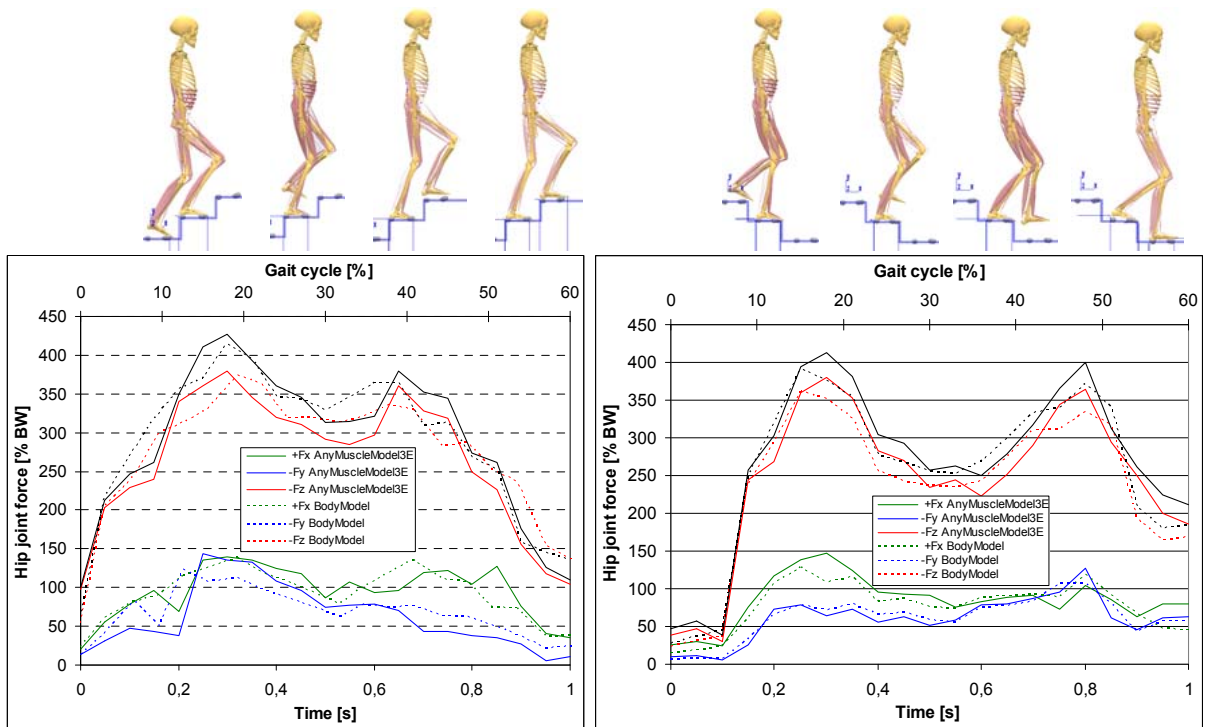 Gait cycle [%]
0 10 20 30 40 50 60
Hip joint force [% BW]
450
400
350
300
250
200
150
100
50
0
+Fx AnyMuscleModel3E
-Fy AnyMuscleModel3E
-Fz AnyMuscleModel3E
+Fx BodyModel
-Fy BodyModel
-Fz BodyModel
0 0,2 0,4 0,6 0,8 1
Time [s]
Gait cycle [%]
0 10 20 30 40 50 60
Hip joint force [% BW]
450
400
350
300
250
200
150
100
50
0
+Fx AnyMuscleModel3E
-Fy AnyMuscleModel3E
-Fz AnyMuscleModel3E
+Fx BodyModel
-Fy BodyModel
-Fz BodyModel
0 0,2 0,4 0,6 0,8 1
Time [s]